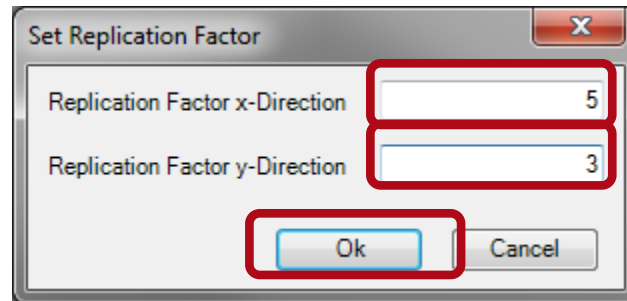 Set Replication Factor
Replication Factor x-Direction 5
Replication Factor y-Direction 3
Ok Cancel